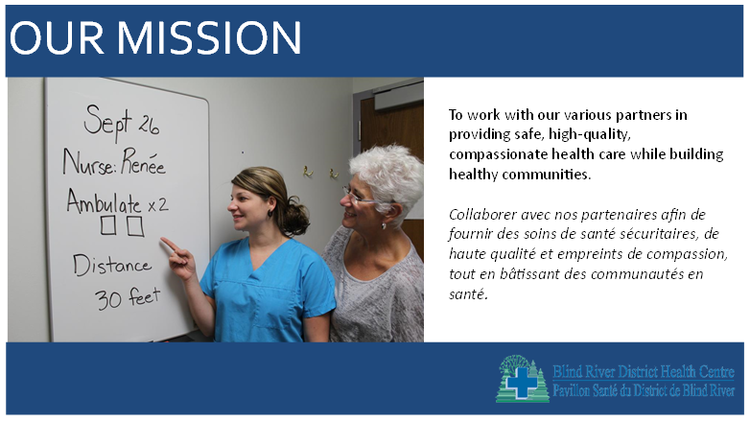 OUR MISSION
Sept 26
Nurse: Renée
Ambulate x2
Distance
30 feet
To work with our various partners in
providing safe, high-quality,
compassionate health care while building
healthy communities.
Collaborer avec nos partenaires afin de
fournir des soins de santé sécuritaires, de
haute qualité et empreints de compassion,
tout en bâtissant des communautés en
santé.
Blind River District Health Centre
Pavillon Santé du District de Blind River